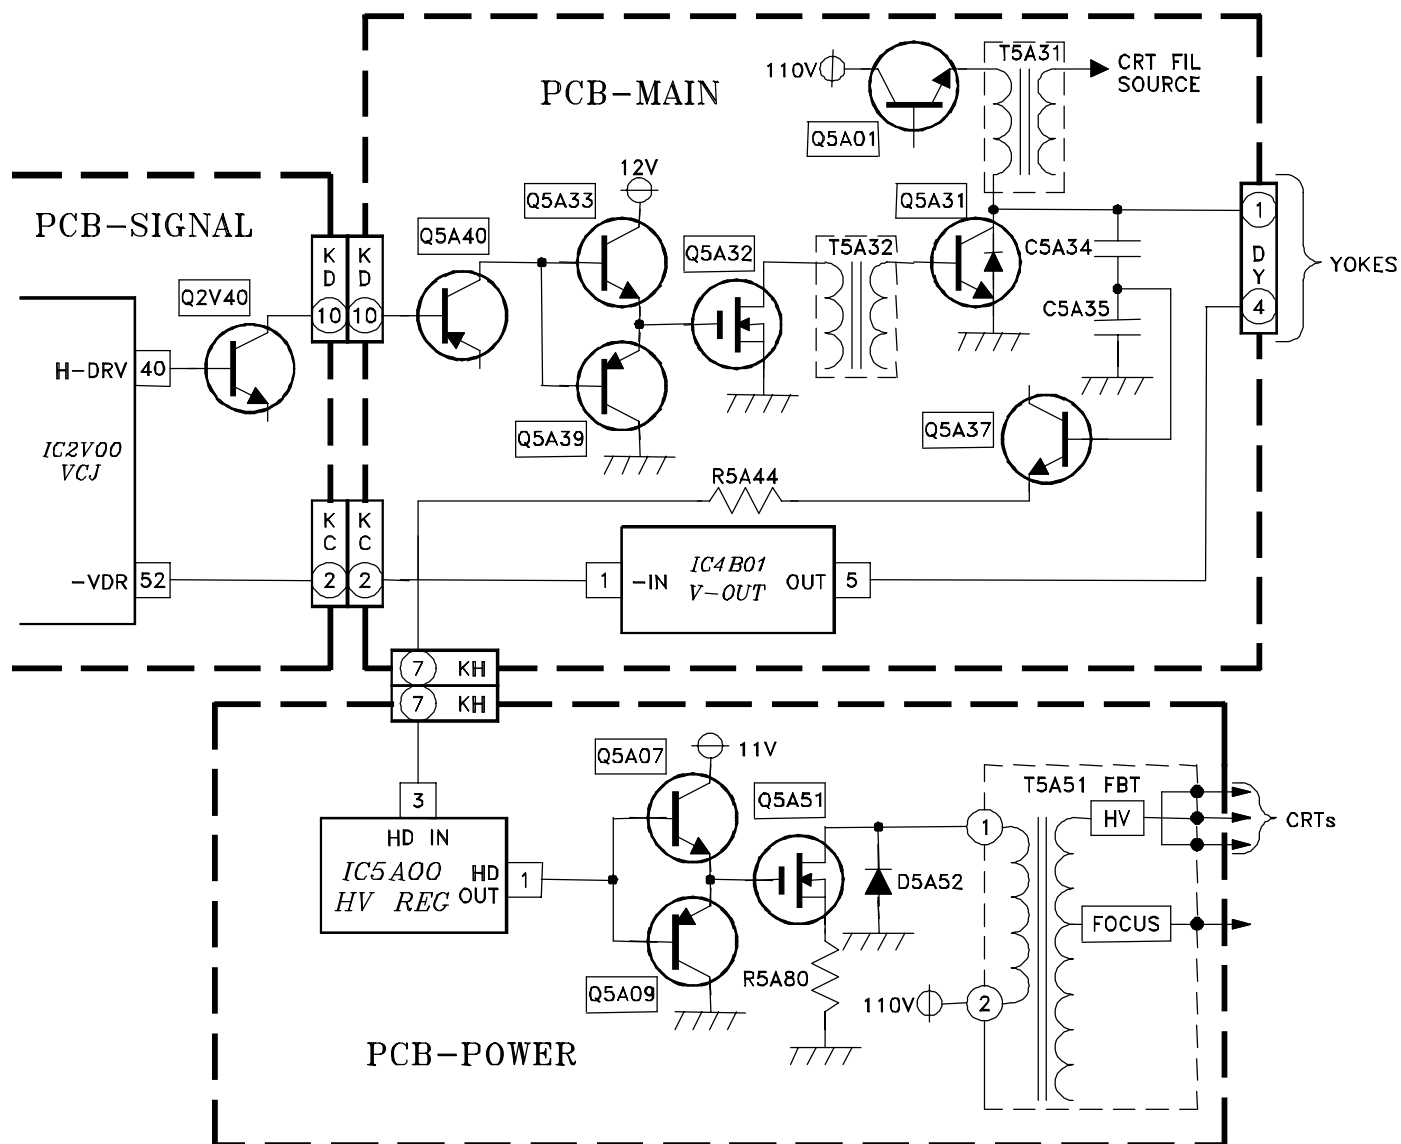 T5A31
110V
CRT FIL
SOURCE
PCB-MAIN
Q5A01
12V
Q5A33
Q5A31
PCB-SIGNAL
Q5A40
Q5A32
T5A32
C5A34
1
D
Y
4
YOKES
K
D
10
K
D
10
Q2V40
C5A35
H-DRV
40
Q5A39
Q5A37
IC2V00
VCJ
R5A44
K
C
2
K
C
2
-VDR
52
1
-IN
IC4B01
V-OUT
OUT
5
7
KH
7
KH
Q5A07
11V
Q5A51
T5A51 FBT
3
HD IN
IC5A00
HV REG
HD
OUT
1
1
HV
CRTs
D5A52
FOCUS
Q5A09
R5A80
110V
2
PCB-POWER